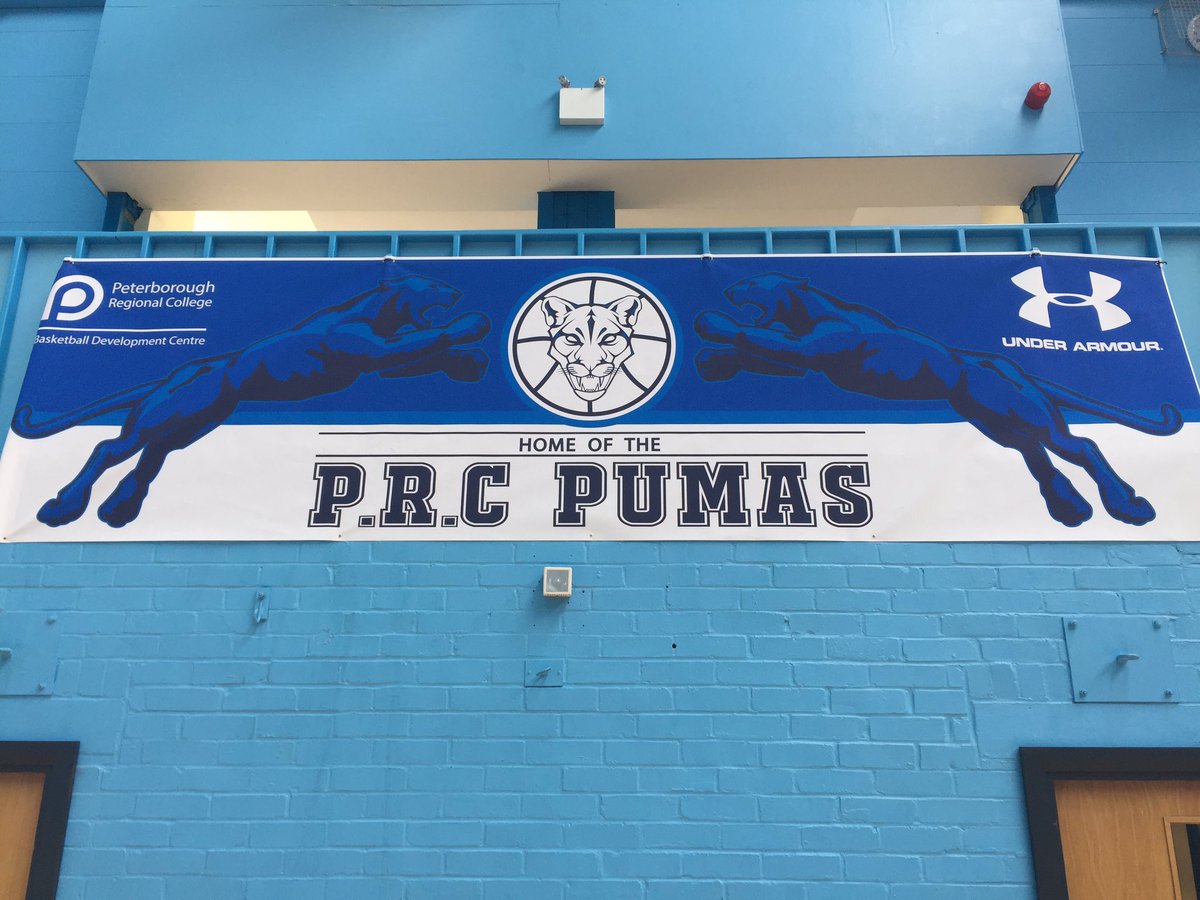 Peterborough
Regional College
Basketball Development Centre
UNDER ARMOUR.
HOME OF THE
P.R.C PUMAS